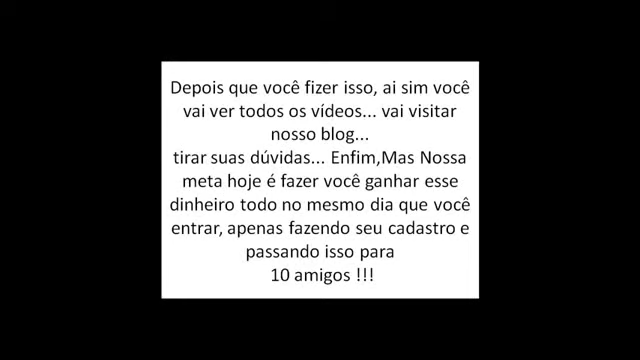 Depois que você fizer isso, ai sim você
vai ver todos os vídeos... vai visitar
nosso blog...
tirar suas dúvidas... Enfim,Mas Nossa
meta hoje é fazer você ganhar esse
dinheiro todo no mesmo dia que você
entrar, apenas fazendo seu cadastro e
passando isso para
10 amigos !!!